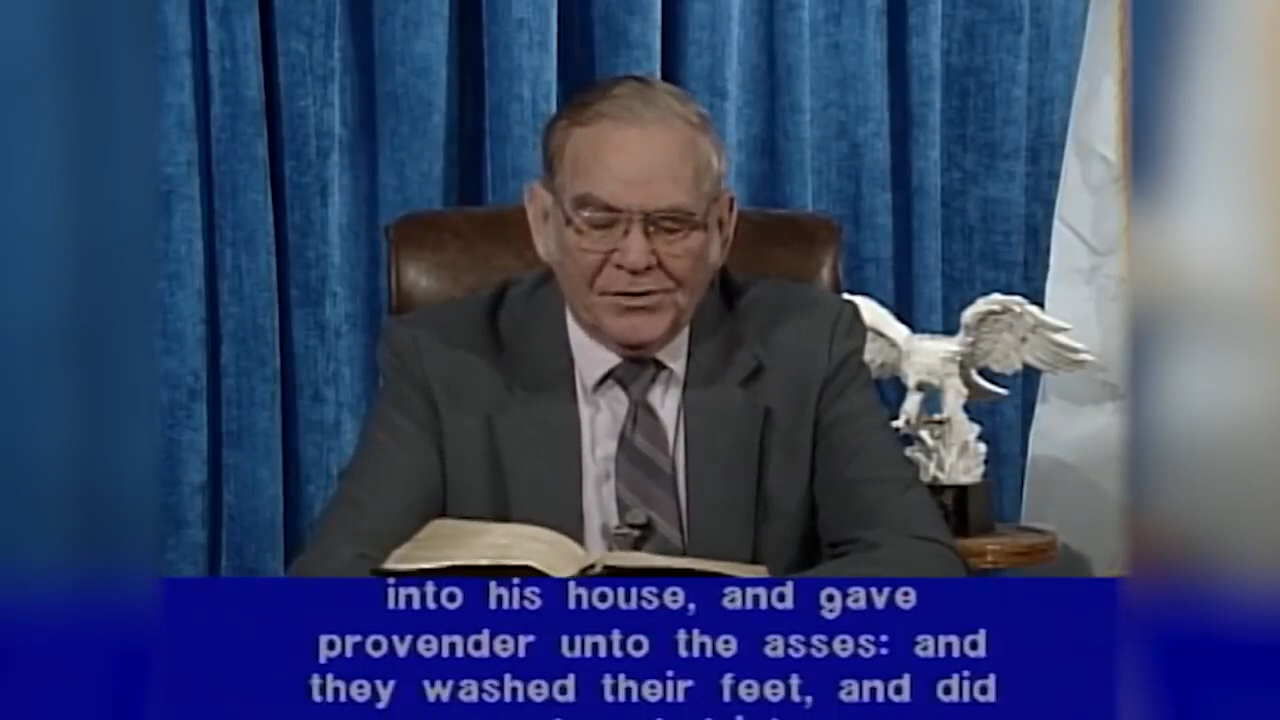 into his house, and gave
provender unto the asses: and
they washed their feet, and did